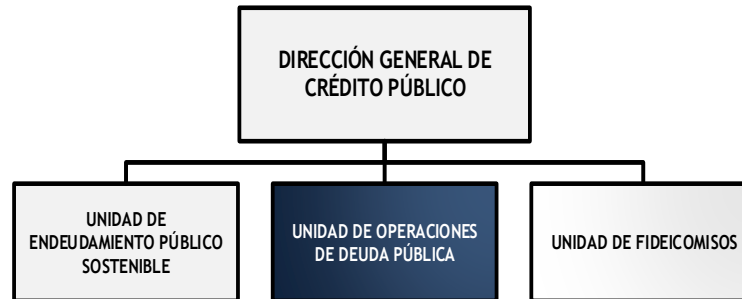 DIRECCIÓN GENERAL DE
CRÉDITO PÚBLICO
UNIDAD DE
ENDEUDAMIENTO PÚBLICO
SOSTENIBLE
UNIDAD DE OPERACIONES
DE DEUDA PÚBLICA
UNIDAD DE FIDEICOMISOS